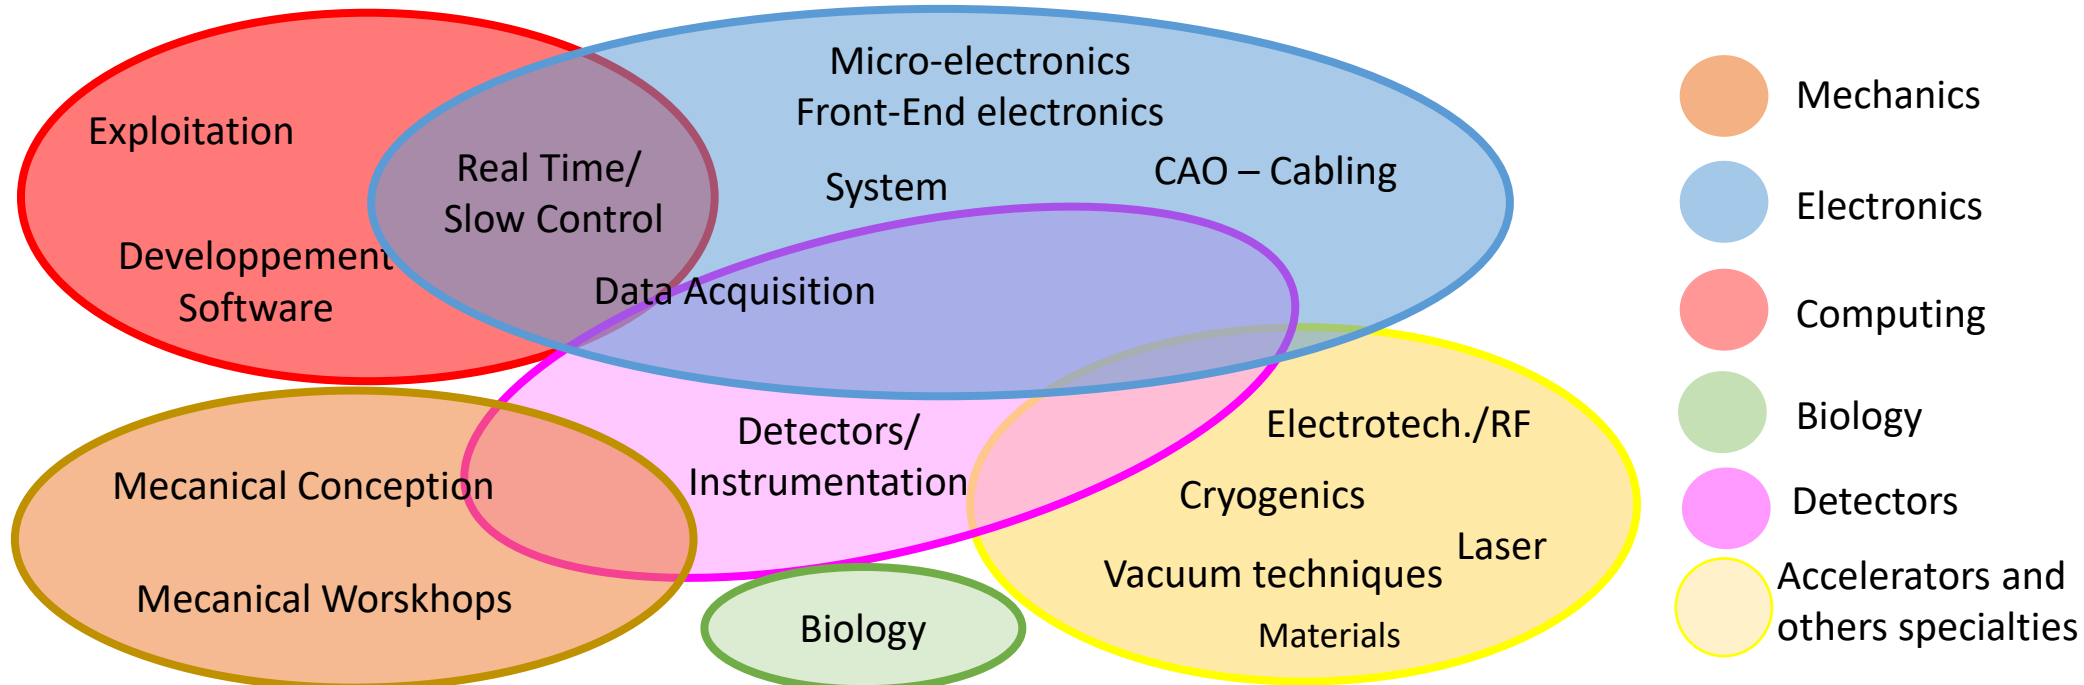 Exploitation
Developpement
Software
Real Time/
Slow Control
Micro-electronics
Front-End electronics
System
CAO – Cabling
Data Acquisition
Detectors/
Instrumentation
Mecanical Conception
Mecanical Worskhops
Biology
Electrotech./RF
Cryogenics
Laser
Vacuum techniques
Materials
Mechanics
Electronics
Computing
Biology
Detectors
Accelerators and
others specialties